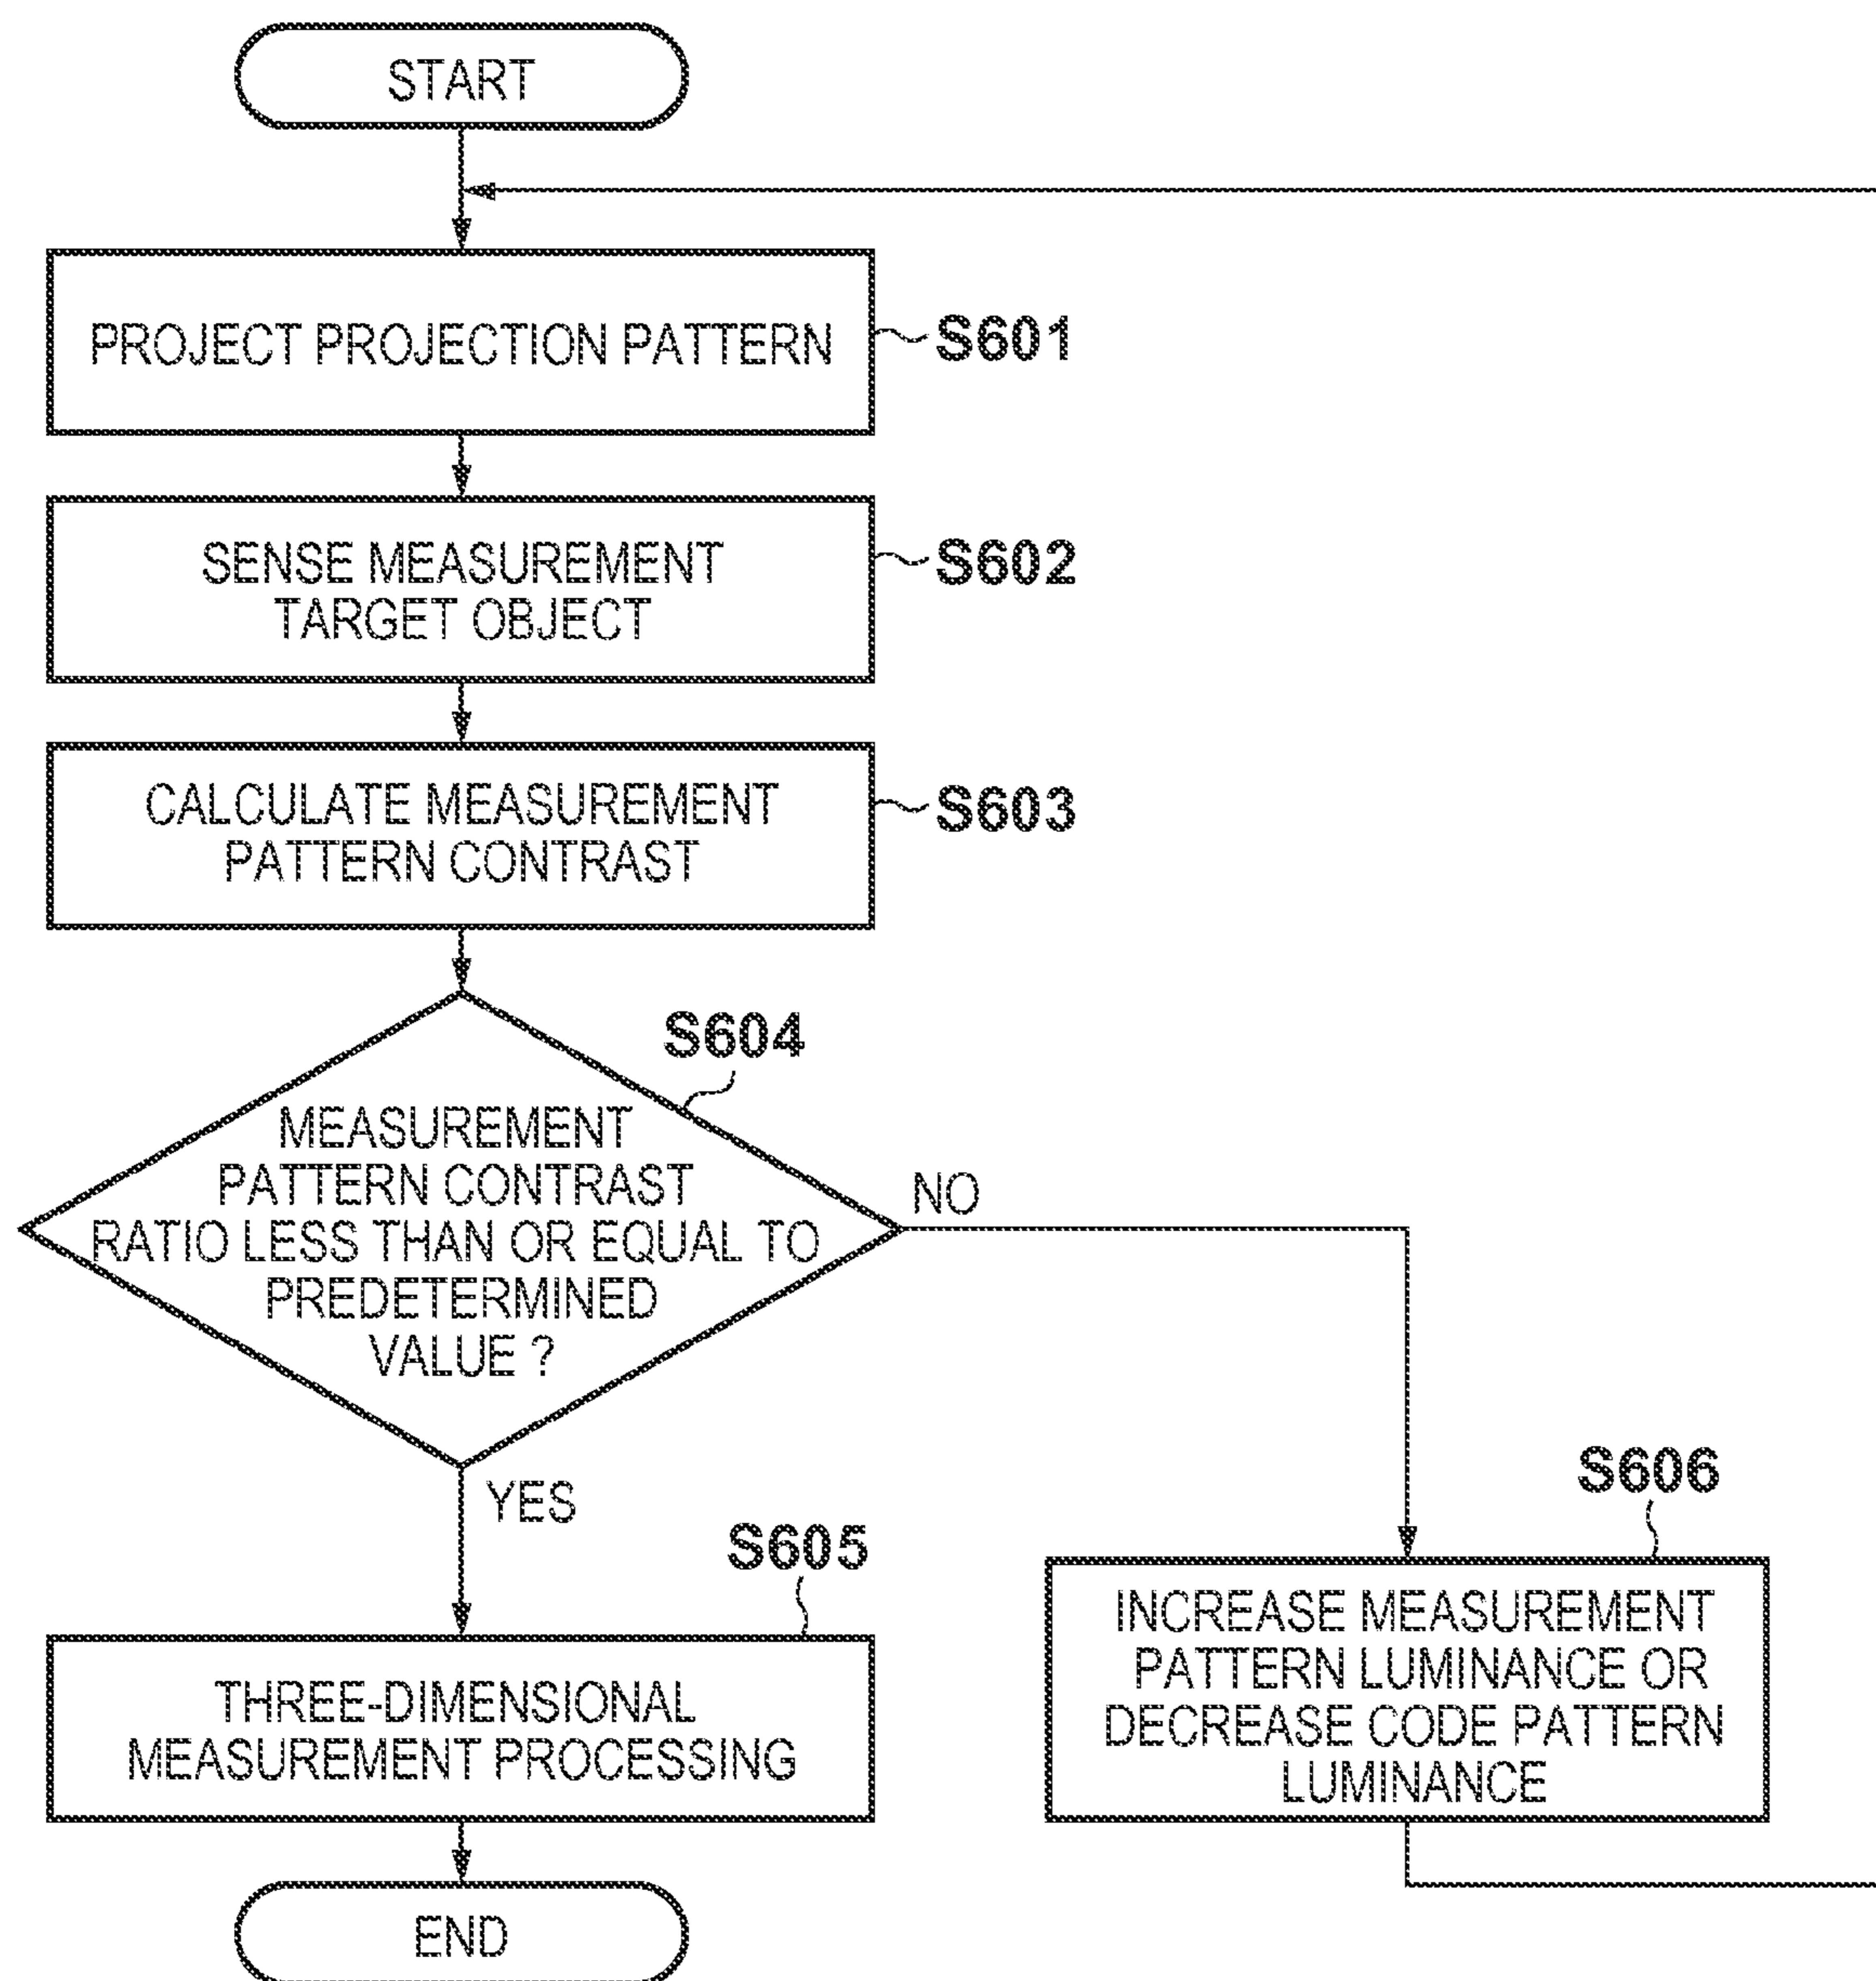 START
PROJECT PROJECTION PATTERN
S601
SENSE MEASUREMENT
TARGET OBJECT
S602
CALCULATE MEASUREMENT
PATTERN CONTRAST
S603
S604
MEASUREMENT
PATTERN CONTRAST
RATIO LESS THAN OR EQUAL TO
PREDETERMINED
VALUE ?
NO
YES
S605
THREE-DIMENSIONAL
MEASUREMENT PROCESSING
S606
INCREASE MEASUREMENT
PATTERN LUMINANCE OR
DECREASE CODE PATTERN
LUMINANCE
END